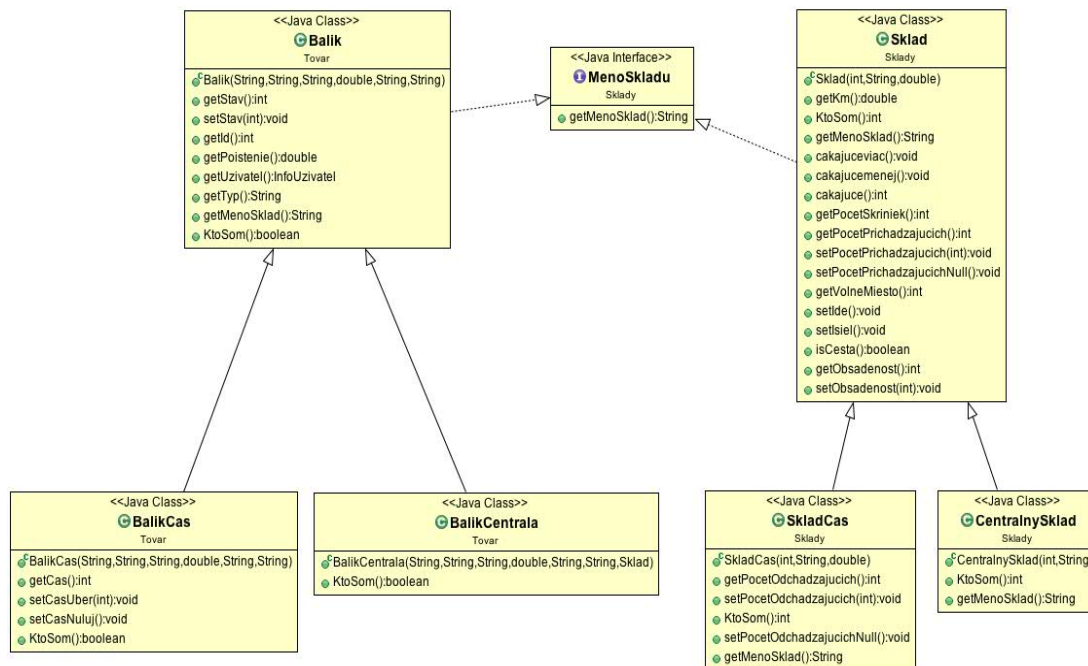 <<Java Class>>
Balik
Tovar
Balik(String,String,String,double,String,String)
getStav():int
setStav(int):void
getId():int
getPoistenie():double
getUzivatel():InfoUzivatel
getTyp():String
getMenoSklad():String
KtoSom():boolean
<<Java Interface>>
MenoSkladu
Sklady
getMenoSklad():String
<<Java Class>>
Sklad
Sklady
Sklad(int,String,double)
getKm():double
KtoSom():int
getMenoSklad():String
cakajuceviac():void
cakajucemenej():void
cakajuce():int
getPocetSkriniek():int
getPocetPrichadzajucich():int
setPocetPrichadzajucich(int):void
setPocetPrichadzajucichNull():void
getVolneMiesto():int
setIde():void
setIsiel():void
isCesta():boolean
getObsadenost():int
setObsadenost(int):void
<<Java Class>>
BalikCas
Tovar
BalikCas(String,String,String,double,String,String)
getCas():int
setCasUber(int):void
setCasNuluj():void
KtoSom():boolean
<<Java Class>>
BalikCentrala
Tovar
BalikCentrala(String,String,String,double,String,String,Sklad)
KtoSom():boolean
<<Java Class>>
SkladCas
Sklady
SkladCas(int,String,double)
getPocetOdchadzajucich():int
setPocetOdchadzajucich(int):void
KtoSom():int
setPocetOdchadzajucichNull():void
getMenoSklad():String
<<Java Class>>
CentralnySklad
Sklady
CentralnySklad(int,String
KtoSom():int
getMenoSklad():String